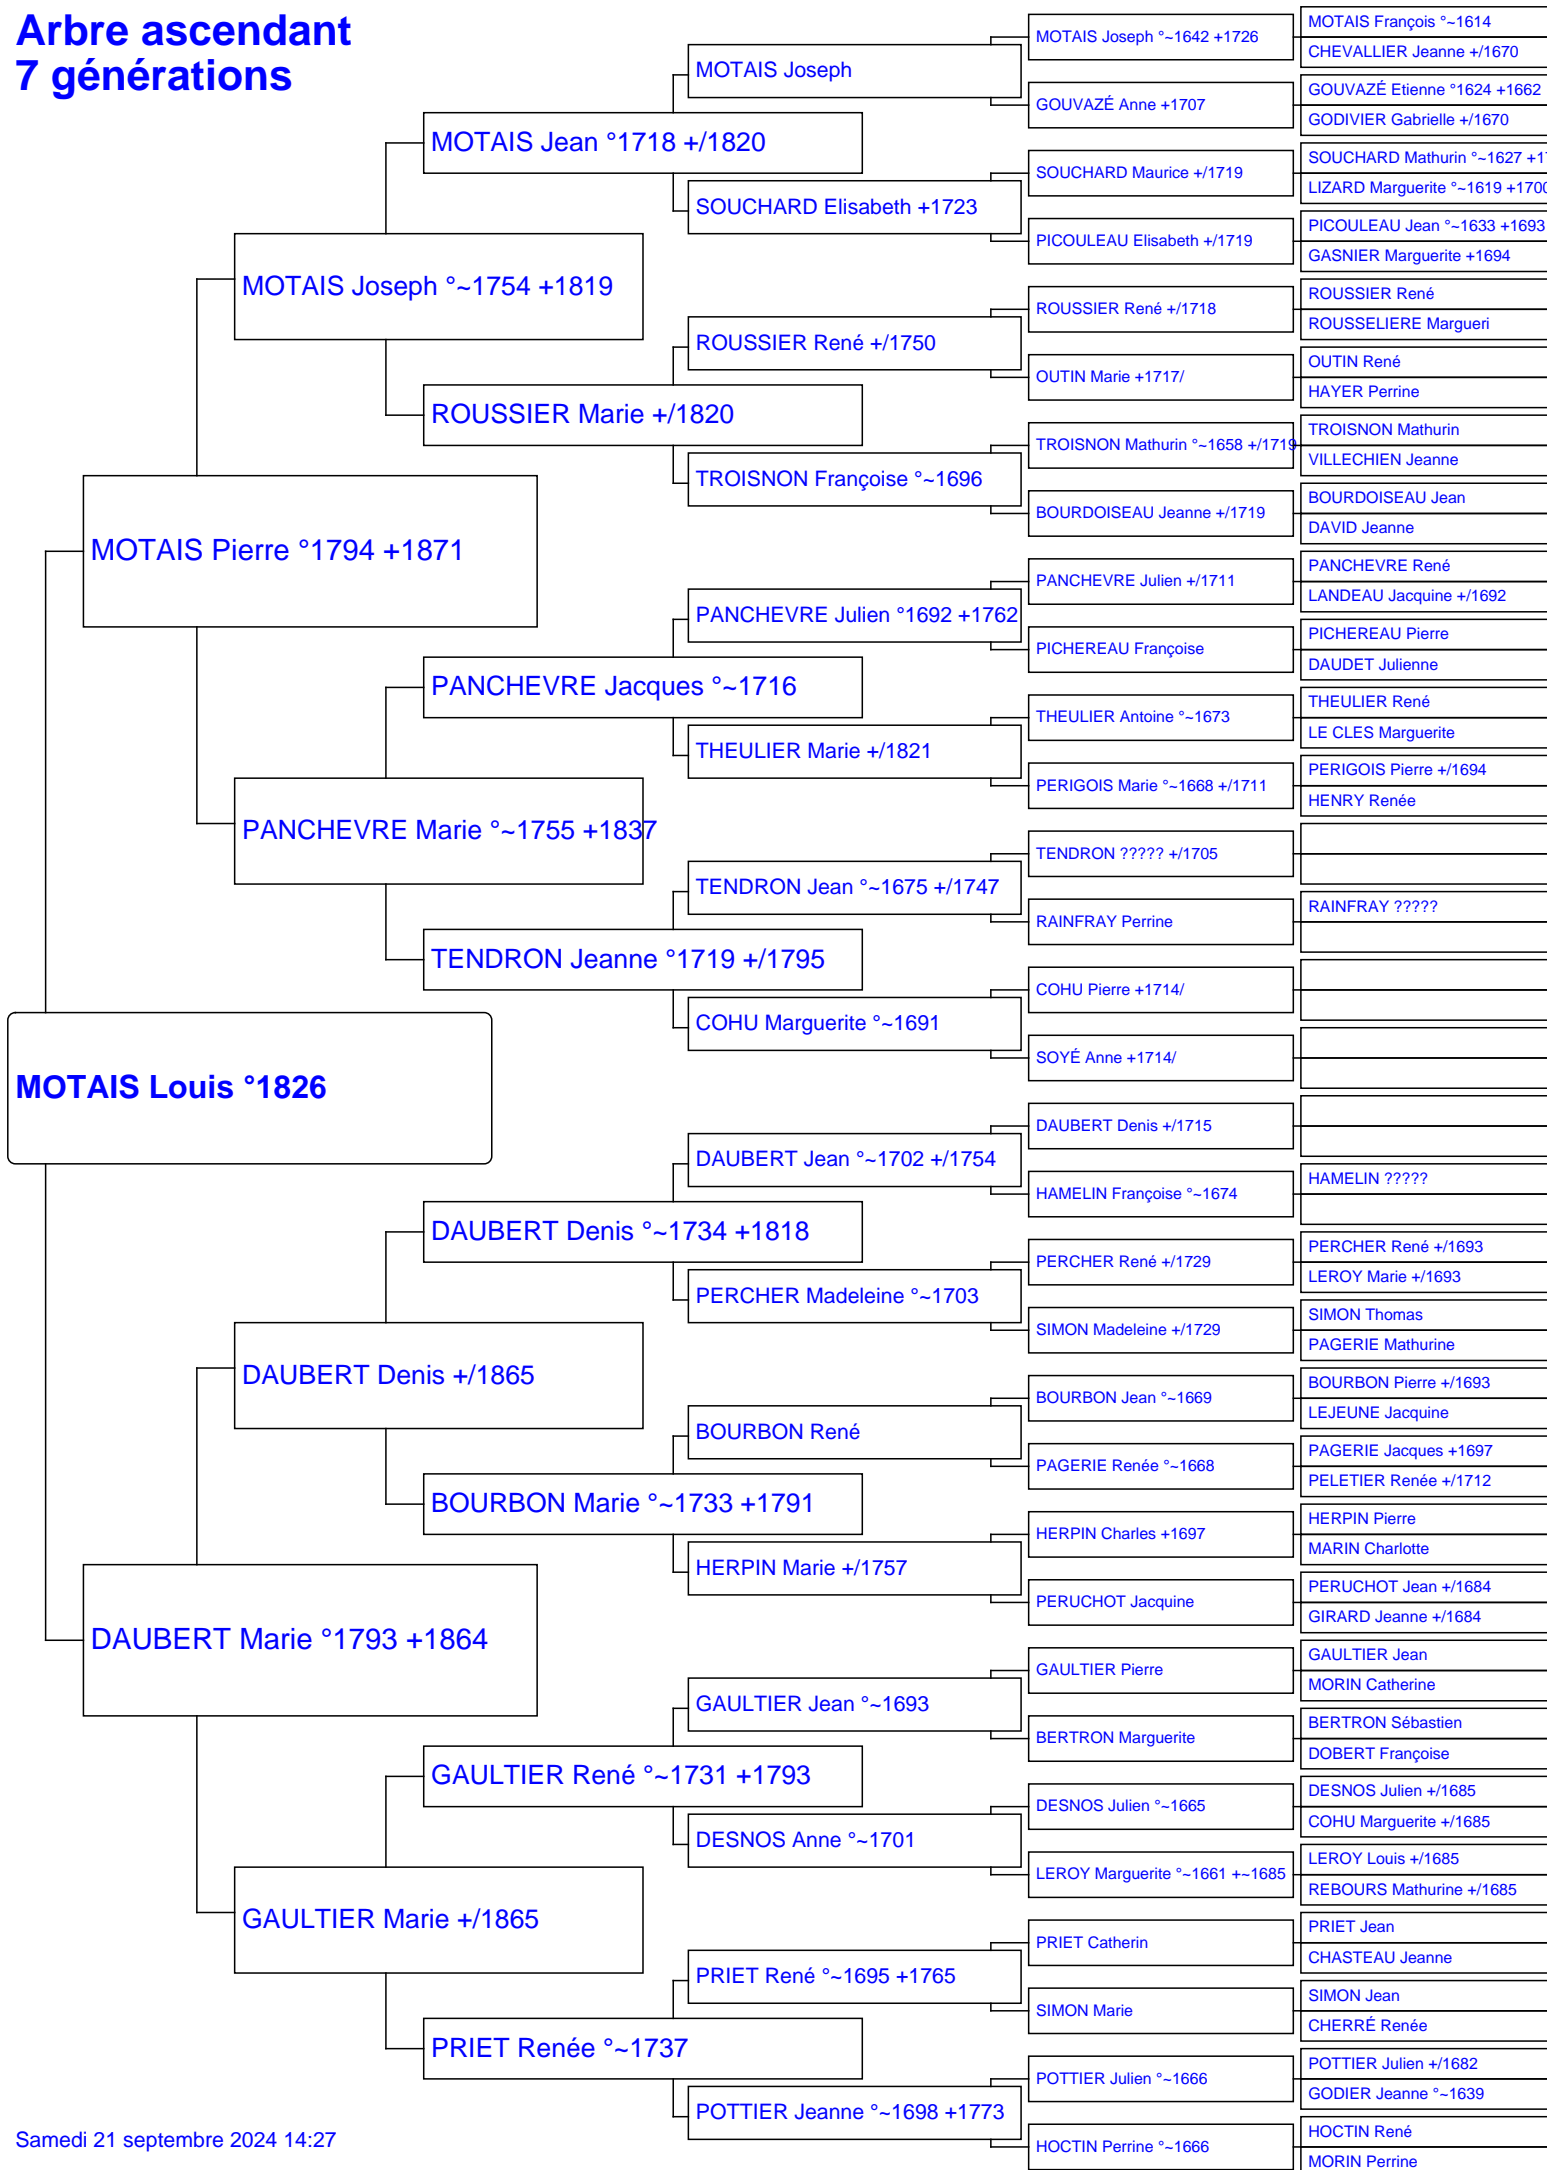 Arbre ascendant
7 générations
MOTAIS Louis °1826
MOTAIS Pierre °1794 +1871
DAUBERT Marie °1793 +1864
MOTAIS Joseph °~1754 +1819
PANCHEVRE Marie °~1755 +1837
DAUBERT Denis +/1865
GAULTIER Marie +/1865
MOTAIS Jean °1718 +/1820
ROUSSIER Marie +/1820
PANCHEVRE Jacques °~1716
TENDRON Jeanne °1719 +/1795
DAUBERT Denis °~1734 +1818
BOURBON Marie °~1733 +1791
GAULTIER René °~1731 +1793
PRIET Renée °~1737
MOTAIS Joseph
SOUCHARD Elisabeth +1723
ROUSSIER René +/1750
TROISNON Françoise °~1696
PANCHEVRE Julien °1692 +1762
THEULIER Marie +/1821
TENDRON Jean °~1675 +/1747
COHU Marguerite °~1691
DAUBERT Jean °~1702 +/1754
PERCHER Madeleine °~1703
BOURBON René
HERPIN Marie +/1757
GAULTIER Jean °~1693
DESNOS Anne °~1701
PRIET René °~1695 +1765
POTTIER Jeanne °~1698 +1773
MOTAIS Joseph °~1642 +1726
GOUVAZÉ Anne +1707
SOUCHARD Maurice +/1719
PICOULEAU Elisabeth +/1719
ROUSSIER René +/1718
OUTIN Marie +1717/
TROISNON Mathurin °~1658 +/1719
BOURDOISEAU Jeanne +/1719
PANCHEVRE Julien +/1711
PICHEREAU Françoise
THEULIER Antoine °~1673
PERIGOIS Marie °~1668 +/1711
TENDRON ????? +/1705
RAINFRAY Perrine
COHU Pierre +1714/
SOYÉ Anne +1714/
DAUBERT Denis +/1715
HAMELIN Françoise °~1674
PERCHER René +/1729
SIMON Madeleine +/1729
BOURBON Jean °~1669
PAGERIE Renée °~1668
HERPIN Charles +1697
PERUCHOT Jacquine
GAULTIER Pierre
BERTRON Marguerite
DESNOS Julien °~1665
LEROY Marguerite °~1661 +~1685
PRIET Catherin
SIMON Marie
POTTIER Julien °~1666
HOCTIN Perrine °~1666
MOTAIS François °~1614
CHEVALLIER Jeanne +/1670
GOUVAZÉ Etienne °1624 +1662
GODIVIER Gabrielle +/1670
SOUCHARD Mathurin °~1627
LIZARD Marguerite °~1619 +1700
PICOULEAU Jean °~1633 +1693
GASNIER Marguerite +1694
ROUSSIER René
ROUSSELIERE Margueri
OUTIN René
HAYER Perrine
TROISNON Mathurin
VILLECHIEN Jeanne
BOURDOISEAU Jean
DAVID Jeanne
PANCHEVRE René
LANDEAU Jacquine +/1692
PICHEREAU Pierre
DAUDET Julienne
THEULIER René
LE CLES Marguerite
PERIGOIS Pierre +/1694
HENRY Renée
RAINFRAY ?????
HAMELIN ?????
PERCHER René +/1693
LEROY Marie +/1693
SIMON Thomas
PAGERIE Mathurine
BOURBON Pierre +/1693
LEJEUNE Jacquine
PAGERIE Jacques +1697
PELETIER Renée +/1712
HERPIN Pierre
MARIN Charlotte
PERUCHOT Jean +/1684
GIRARD Jeanne +/1684
GAULTIER Jean
MORIN Catherine
BERTRON Sébastien
DOBERT Françoise
DESNOS Julien +/1685
COHU Marguerite +/1685
LEROY Louis +/1685
REBOURS Mathurine +/1685
PRIET Jean
CHASTEAU Jeanne
SIMON Jean
CHERRÉ Renée
POTTIER Julien +/1682
GODIER Jeanne °~1639
HOCTIN René
MORIN Perrine
Samedi 21 septembre 2024 14:27